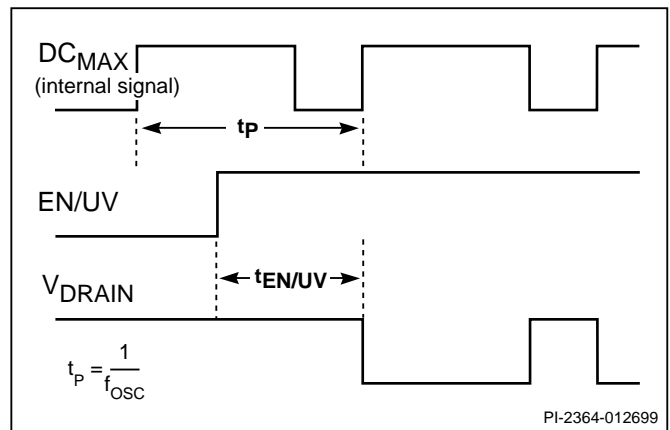 DCMAX
(internal signal)
tP
EN/UV
tEN/UV
VDRAIN
tP = 1/fOSC
PI-2364-012699